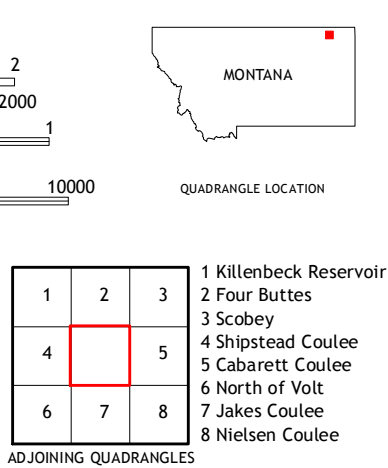 2
2000
1
10000
MONTANA
QUADRANGLE LOCATION
1 2 3
4 5
6 7 8
ADJOINING QUADRANGLES
1 Killenbeck Reservoir
2 Four Buttes
3 Scobey
4 Shipstead Coulee
5 Cabarett Coulee
6 North of Volt
7 Jakes Coulee
8 Nielsen Coulee